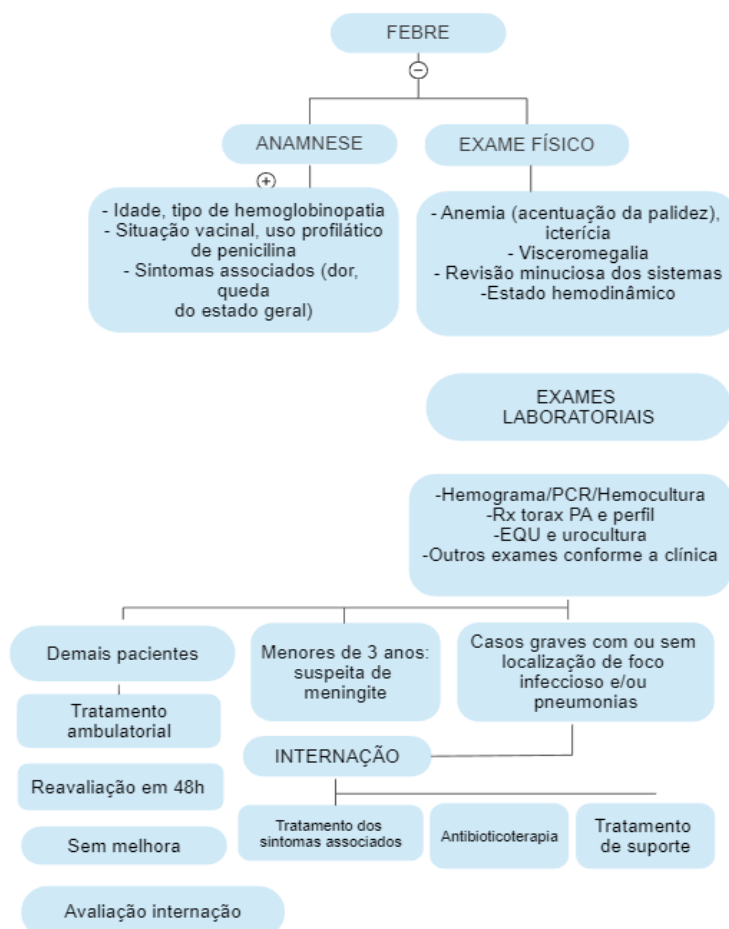 FEBRE
ANAMNESE
EXAME FÍSICO
- Idade, tipo de hemoglobinopatia
- Situação vacinal, uso profilático
de penicilina
- Sintomas associados (dor,
queda
do estado geral)
- Anemia (acentuação da palidez),
icterícia
- Visceromegalia
- Revisão minuciosa dos sistemas
-Estado hemodinâmico
EXAMES
LABORATORIAIS
-Hemograma/PCR/Hemocultura
-Rx torax PA e perfil
-EQU e urocultura
-Outros exames conforme a clínica
Demais pacientes
Menores de 3 anos:
suspeita de
meningite
Casos graves com ou sem
localização de foco
infeccioso e/ou
pneumonias
Tratamento
ambulatorial
INTERNAÇÃO
Reavaliação em 48h
Tratamento dos
sintomas associados
Antibioticoterapia
Tratamento
de suporte
Sem melhora
Avaliação internação